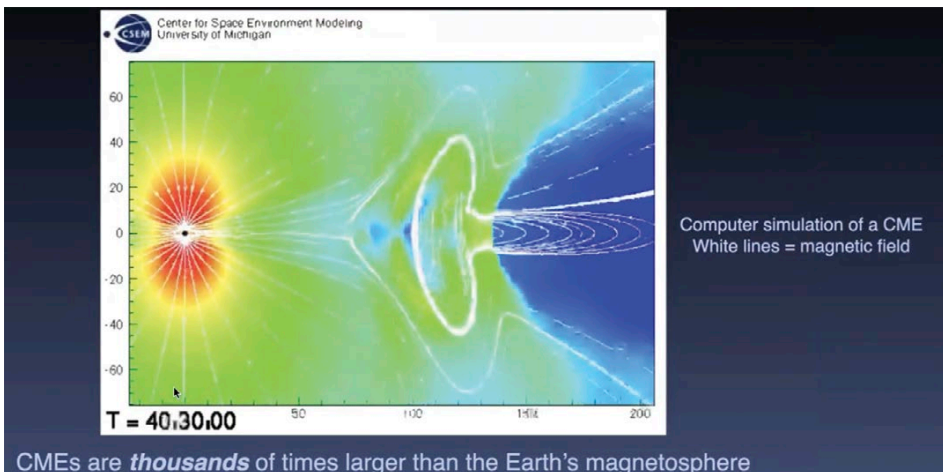 CSEM
Center for Space Environment Modeling
University of Michigan
60
40
20
0
-20
-40
-60
50
100
200
T = 40:30:00
Computer simulation of a CME
White lines = magnetic field
CMEs are thousands of times larger than the Earth's magnetosphere